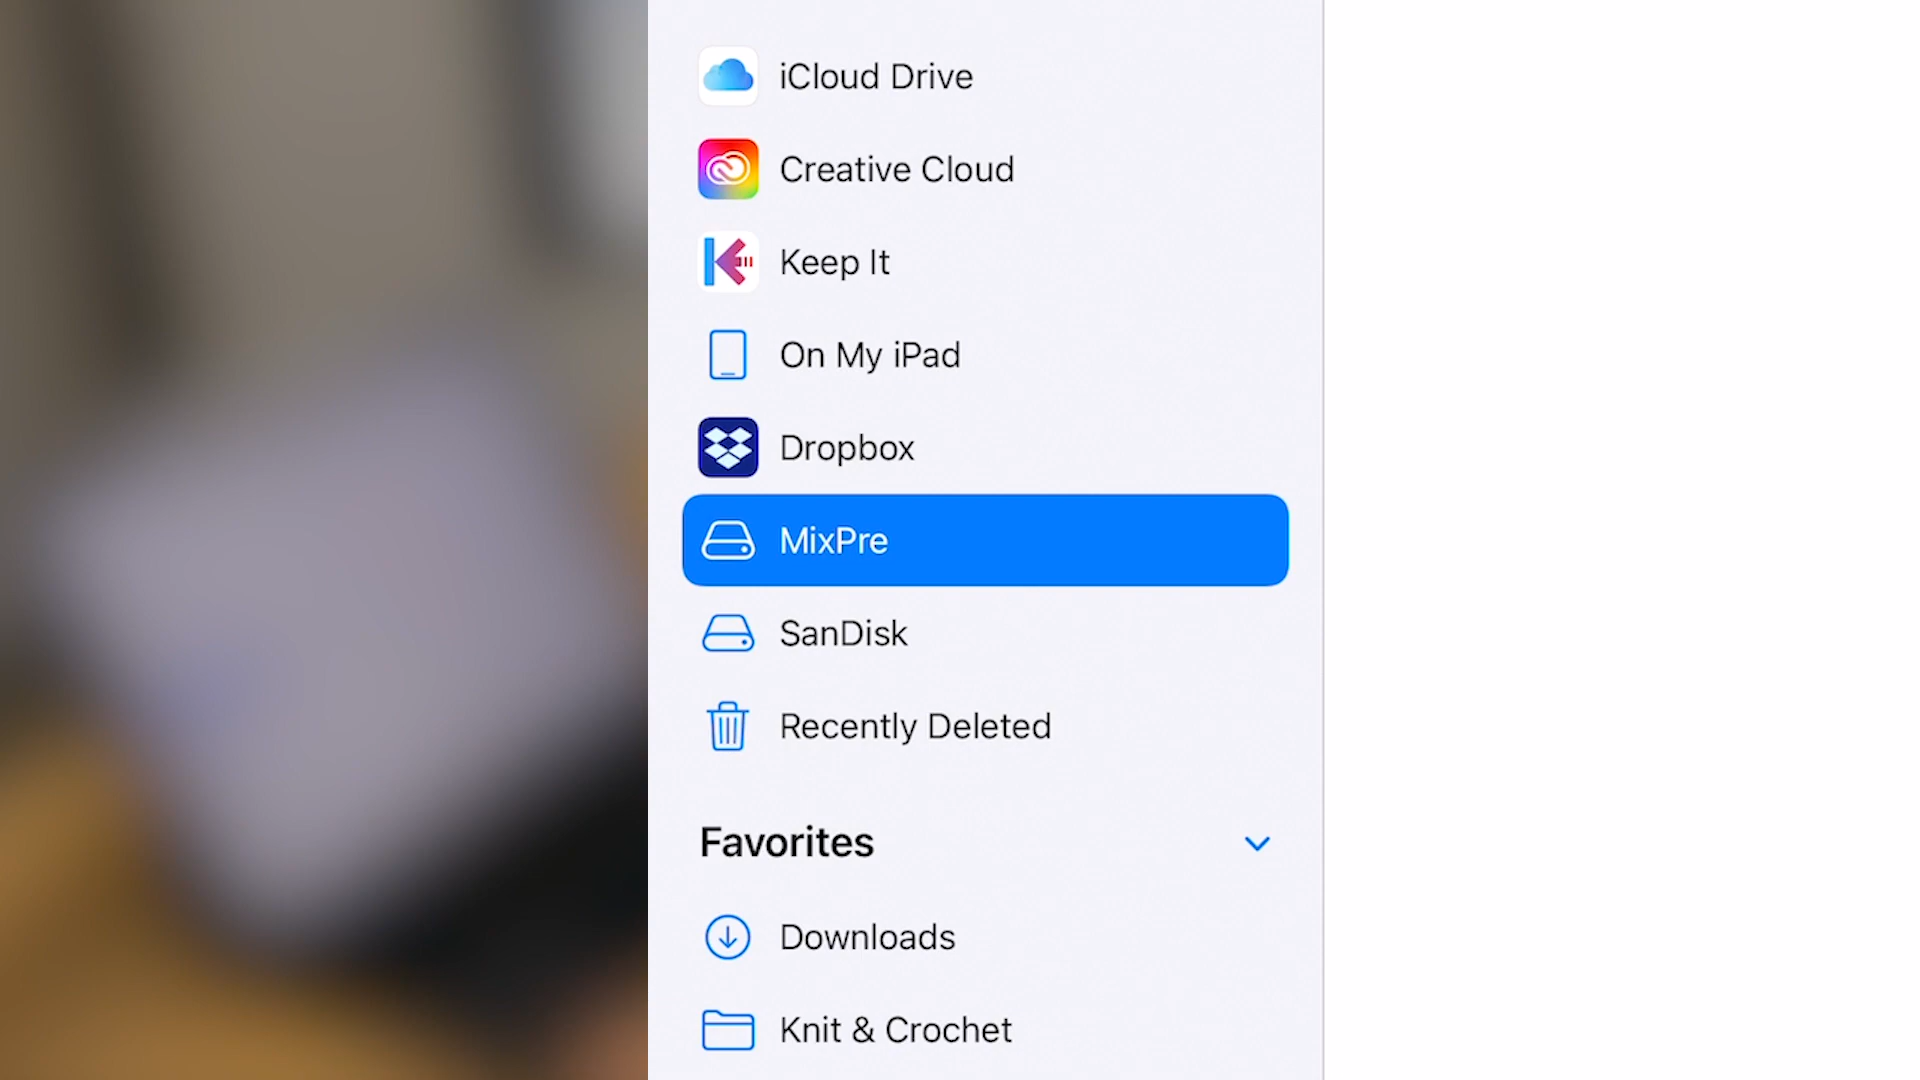 iCloud Drive
Creative Cloud
Keep It
On My iPad
Dropbox
MixPre
SanDisk
Recently Deleted
Favorites
Downloads
Knit & Crochet